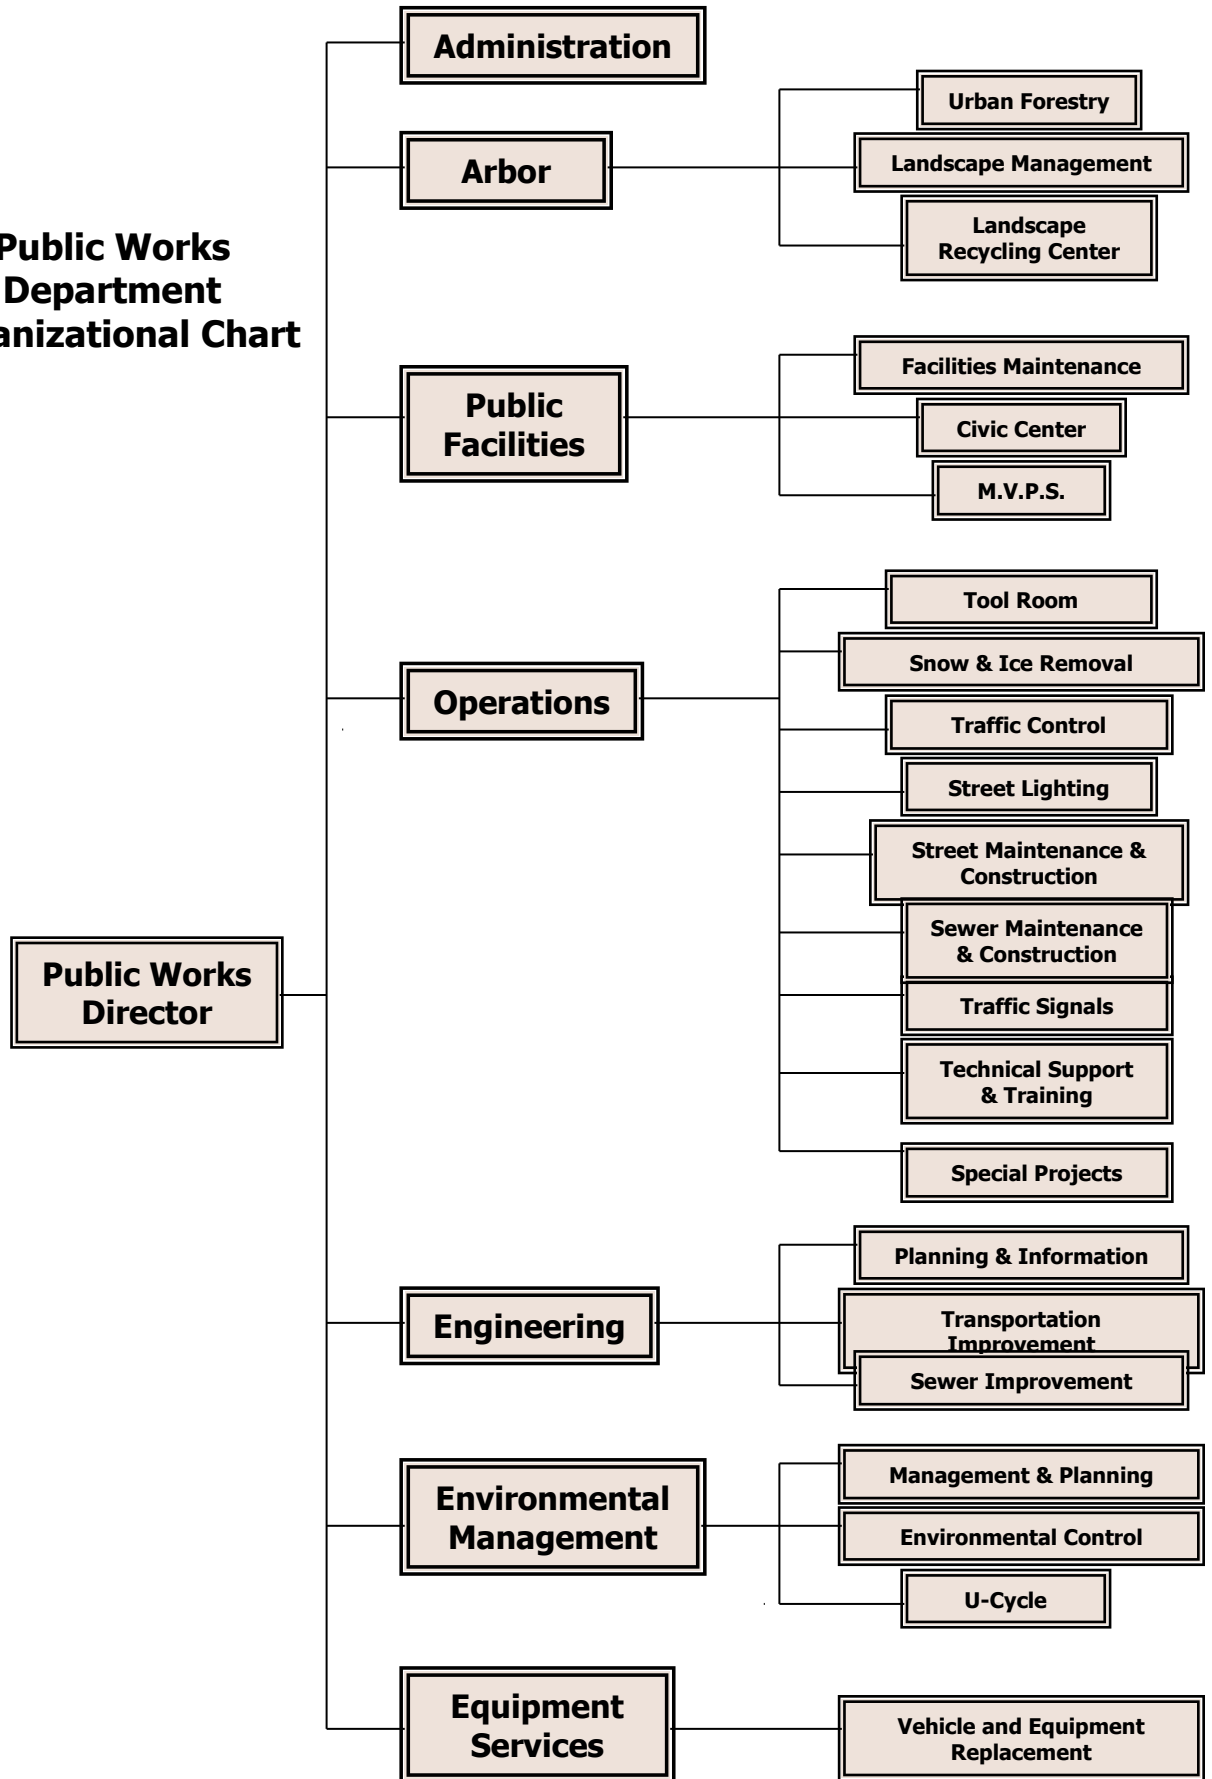 Administration
Urban Forestry
Arbor
Landscape Management
Landscape
Recycling Center
Public Works
Department
anizational Chart
Public
Facilities
Facilities Maintenance
Civic Center
M.V.P.S.
Operations
Tool Room
Snow & Ice Removal
Traffic Control
Street Lighting
Street Maintenance &
Construction
Sewer Maintenance
& Construction
Traffic Signals
Technical Support
& Training
Special Projects
Public Works
Director
Engineering
Planning & Information
Transportation
Improvement
Sewer Improvement
Environmental
Management
Management & Planning
Environmental Control
U-Cycle
Equipment
Services
Vehicle and Equipment
Replacement